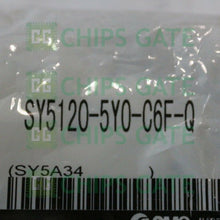 CHIPS GATE
SY5120-5YO-C6F-Q
(SY5A34 )